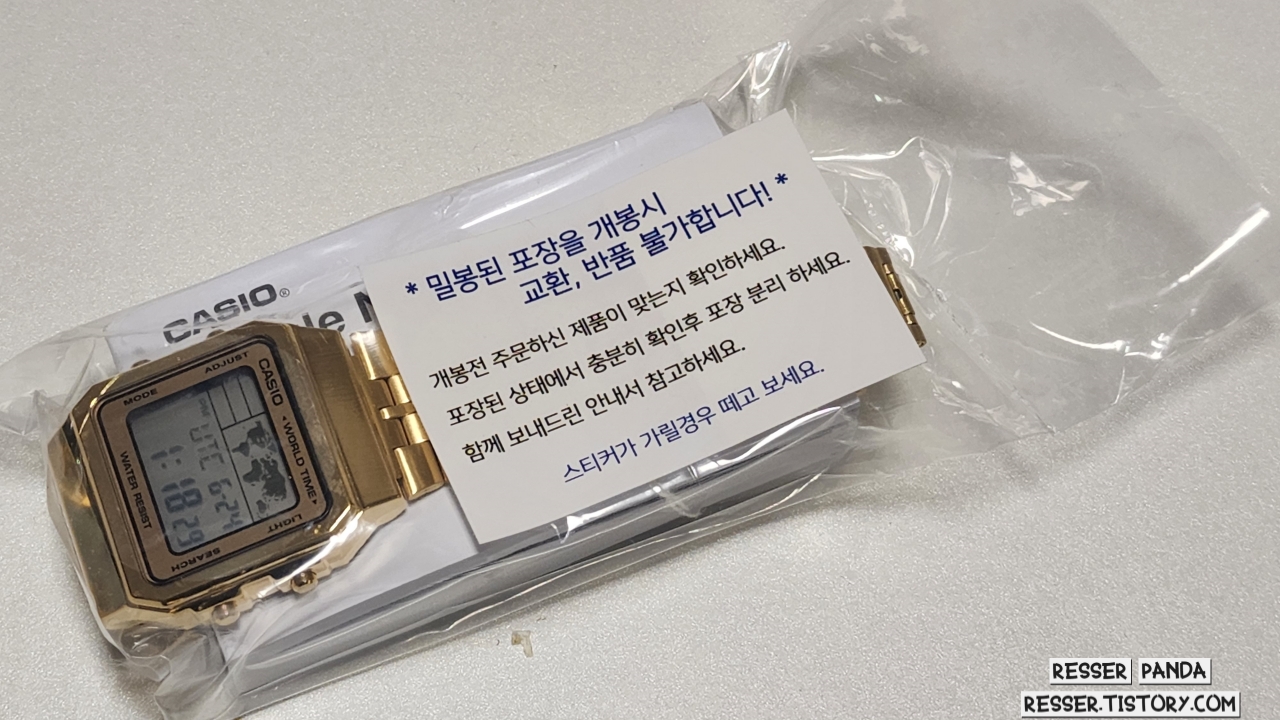 CASIO®
* 밀봉된 포장을 개봉시
교환, 반품 불가합니다! *
개봉전 주문하신 제품이 맞는지 확인하세요.
포장된 상태에서 충분히 확인후 포장 분리 하세요.
함께 보내드린 안내서 참고하세요.
스티커가 가릴경우 떼고 보세요.
MODE
ADJUST
CASIO
◂WORLD TIME▸
UTC 6-24
1:18 29
WATER RESIST
LIGHT
SEARCH
RESSER PANDA
RESSER.TISTORY.COM